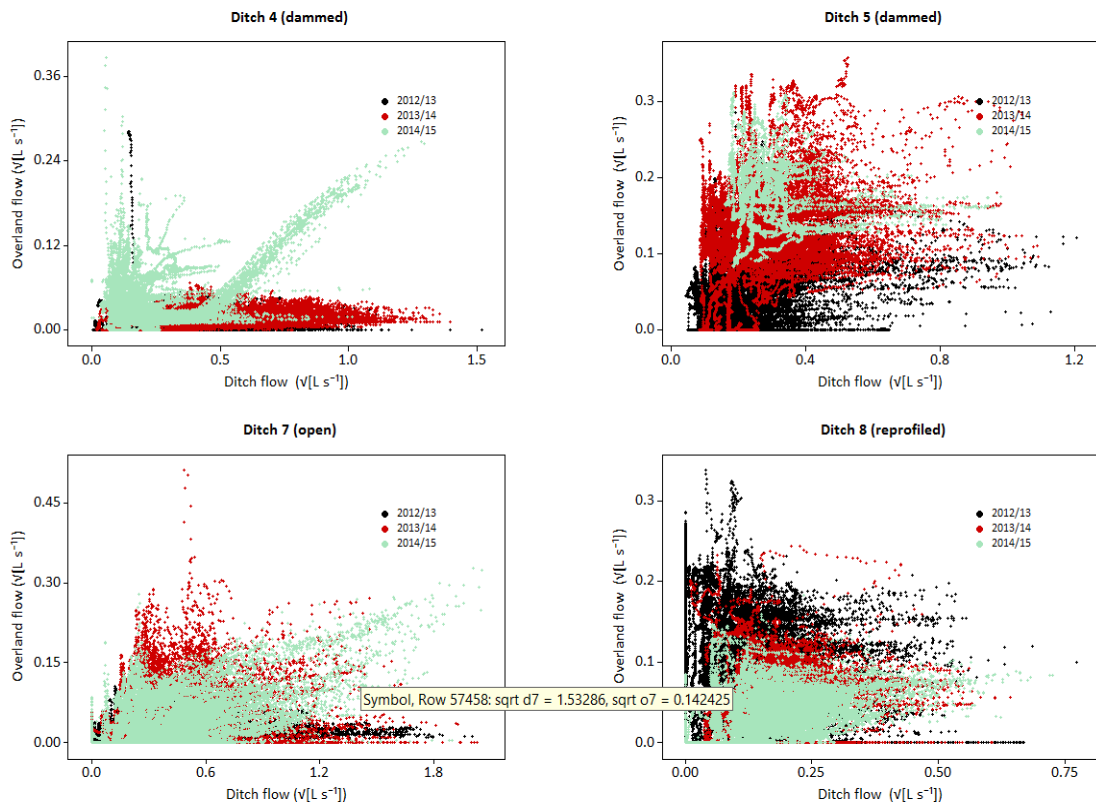 Ditch 4 (dammed)
0.36
0.24
0.12
0.00
Overland flow (√[L s⁻¹])
2012/13
2013/14
2014/15
0.0 0.5 1.0 1.5
Ditch flow (√[L s⁻¹])
Ditch 5 (dammed)
0.3
0.2
0.1
0.0
Overland flow (√[L s⁻¹])
2012/13
2013/14
2014/15
0.0 0.4 0.8 1.2
Ditch flow (√[L s⁻¹])
Ditch 7 (open)
0.45
0.30
0.15
0.00
Overland flow (√[L s⁻¹])
2012/13
2013/14
2014/15
Symbol, Row 57458: sqrt d7 = 1.53286, sqrt o7 = 0.142425
0.0 0.6 1.2 1.8
Ditch flow (√[L s⁻¹])
Ditch 8 (reprofiled)
0.3
0.2
0.1
0.0
Overland flow (√[L s⁻¹])
2012/13
2013/14
2014/15
0.00 0.25 0.50 0.75
Ditch flow (√[L s⁻¹])